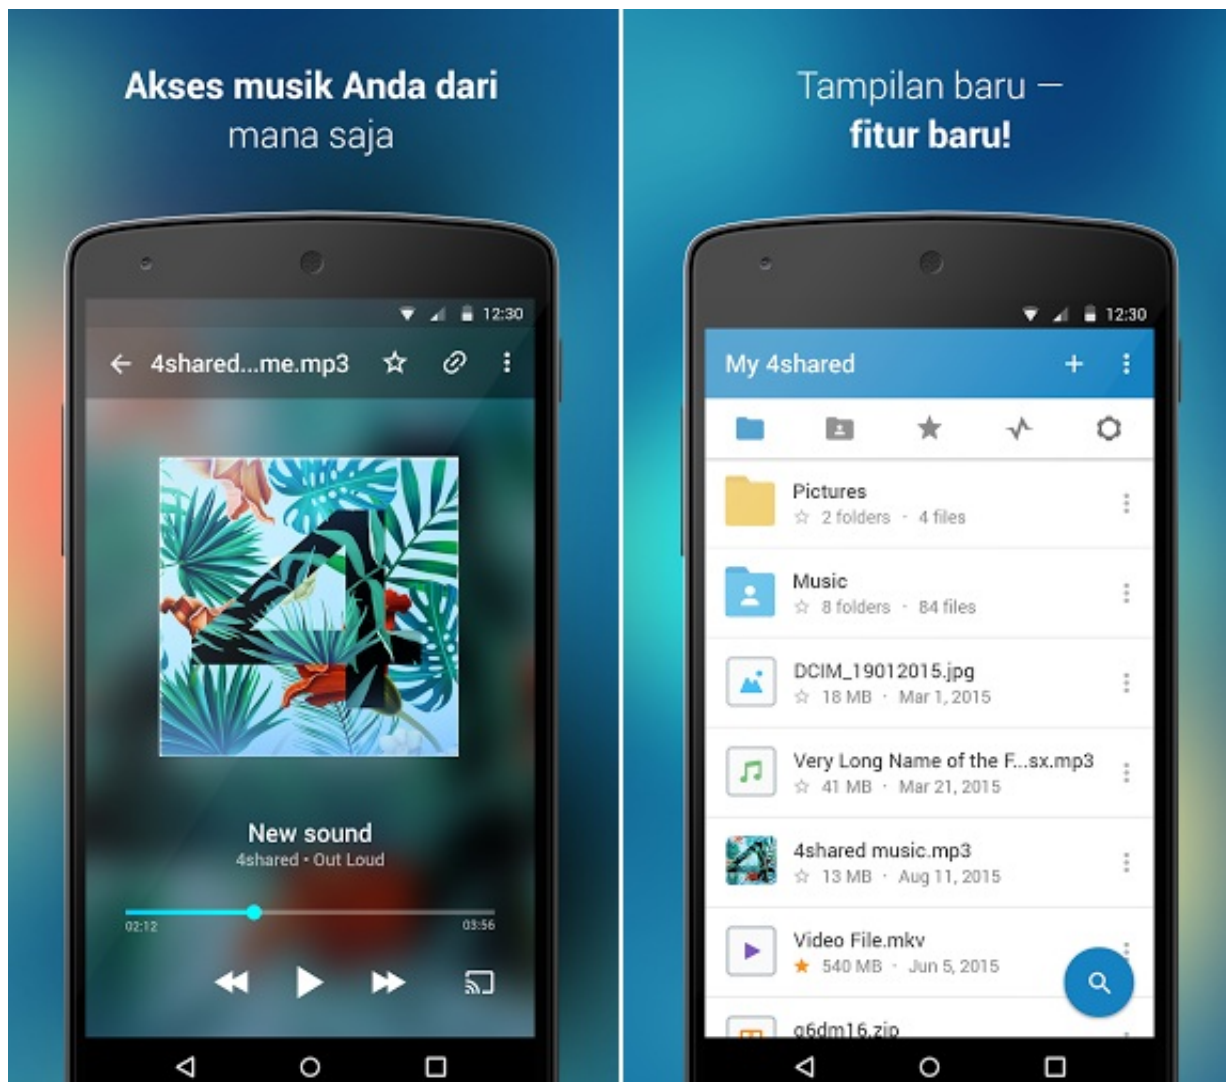 Akses musik Anda dari
mana saja
12:30
4shared...me.mp3
New sound
4shared • Out Loud
02:12
03:56
Tampilan baru –
fitur baru!
12:30
My 4shared
Pictures
2 folders · 4 files
Music
8 folders · 84 files
DCIM_19012015.jpg
18 MB · Mar 1, 2015
Very Long Name of the F...sx.mp3
41 MB · Mar 21, 2015
4shared music.mp3
13 MB · Aug 11, 2015
Video File.mkv
540 MB · Jun 5, 2015
g6dm16.zip